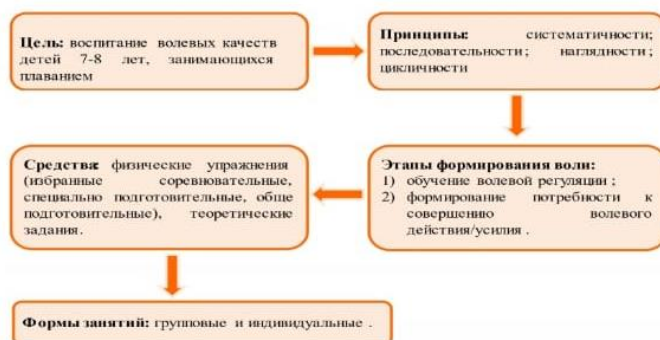 Цель: воспитание волевых качеств
детей 7-8 лет, занимающихся
плаванием
Принципы: систематичности;
последовательности; наглядности;
цикличности
Этапы формирования воли:
1) обучение волевой регуляции;
2) формирование потребности к
совершению волевого
действия/усилия.
Средства: физические упражнения
(избранные соревновательные,
специально подготовительные, обще
подготовительные), теоретические
задания.
Формы занятий: групповые и индивидуальные.